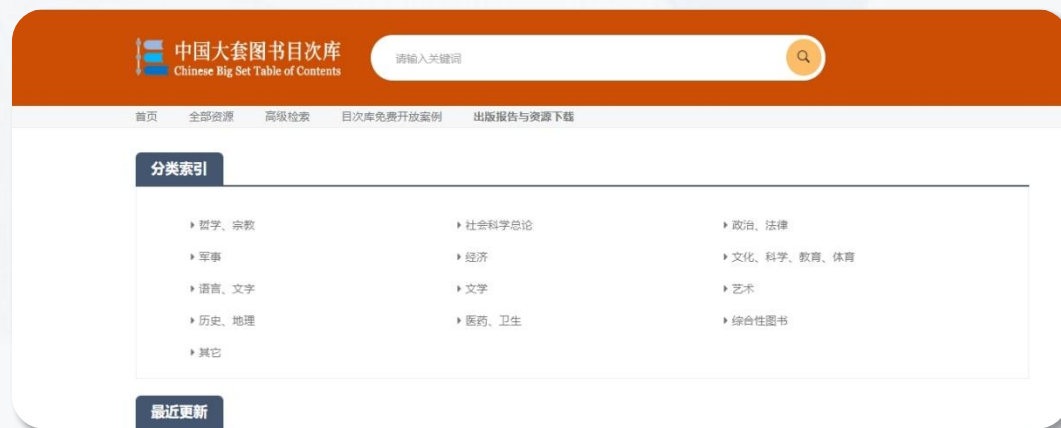 中国大套图书目次库
Chinese Big Set Table of Contents
请输入关键词
首页 全部资源 高级检索 目次库免费开放案例 出版报告与资源下载
分类索引
哲学、宗教 社会科学总论 政治、法律
军事 经济 文化、科学、教育、体育
语言、文字 文学 艺术
历史、地理 医药、卫生 综合性图书
其它
最近更新